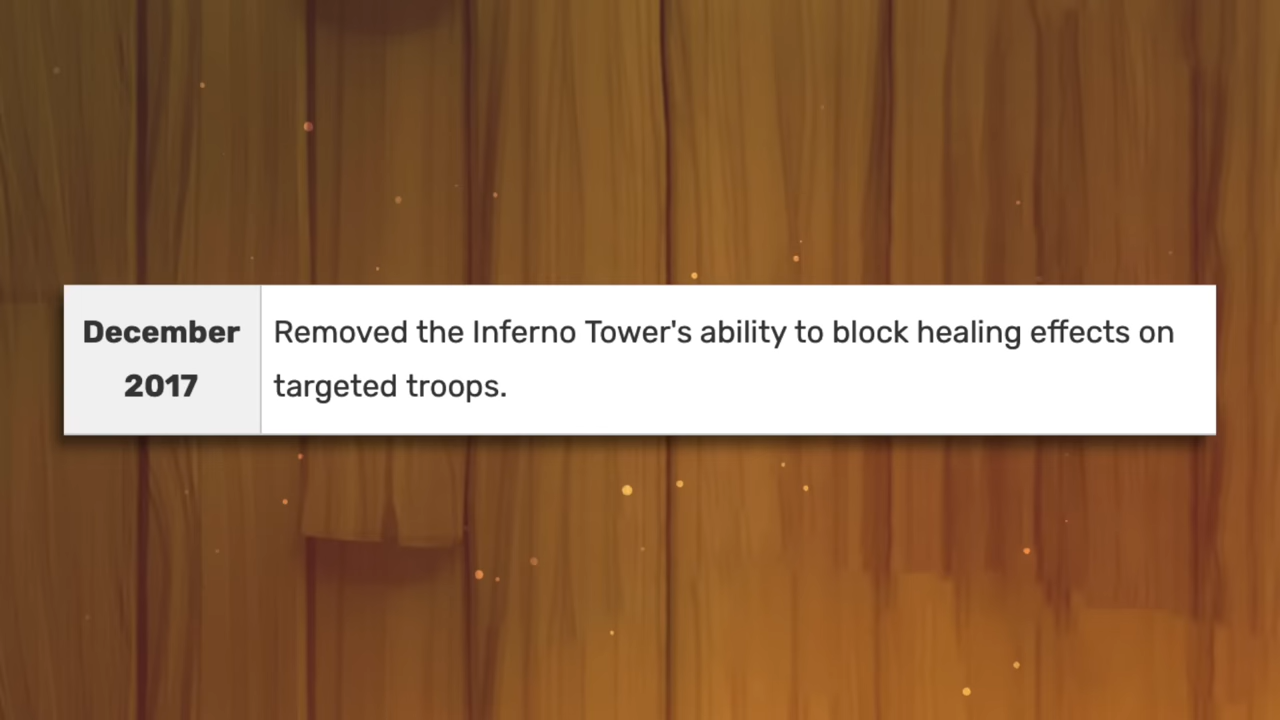 December
2017
Removed the Inferno Tower's ability to block healing effects on
targeted troops.